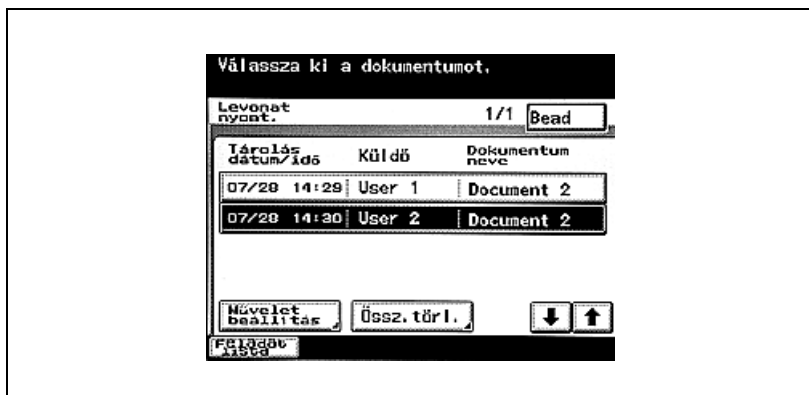 Válassza ki a dokumentumot.
Levonat
nyomt.
1/1 Bead
Tárolás
dátum/idő
Küldő
Dokumentum
neve
07/28 14:29 User 1 Document 2
07/28 14:30 User 2 Document 2
Művelet
beállítás
Össz.törl.
Feladat
lista